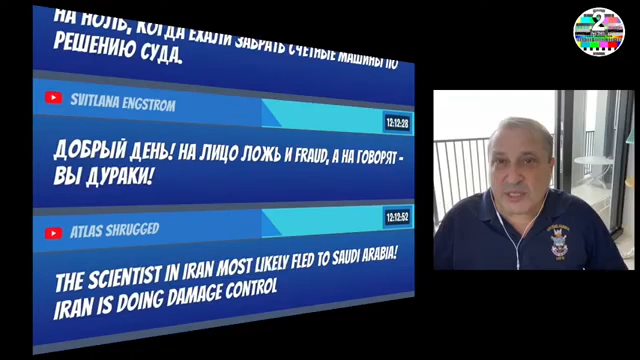 НА НОЛЬ, КОГДА ЕХАЛИ ЗАБРАТЬ СЧЕТНЫЕ МАШИНЫ ПО
РЕШЕНИЮ СУДА.
SVITLANA ENGSTROM
12:12:28
ДОБРЫЙ ДЕНЬ! НА ЛИЦО ЛОЖЬ И FRAUD, А НА ГОВОРЯТ -
ВЫ ДУРАКИ!
ATLAS SHRUGGED
12:12:52
THE SCIENTIST IN IRAN MOST LIKELY FLED TO SAUDI ARABIA!
IRAN IS DOING DAMAGE CONTROL
2